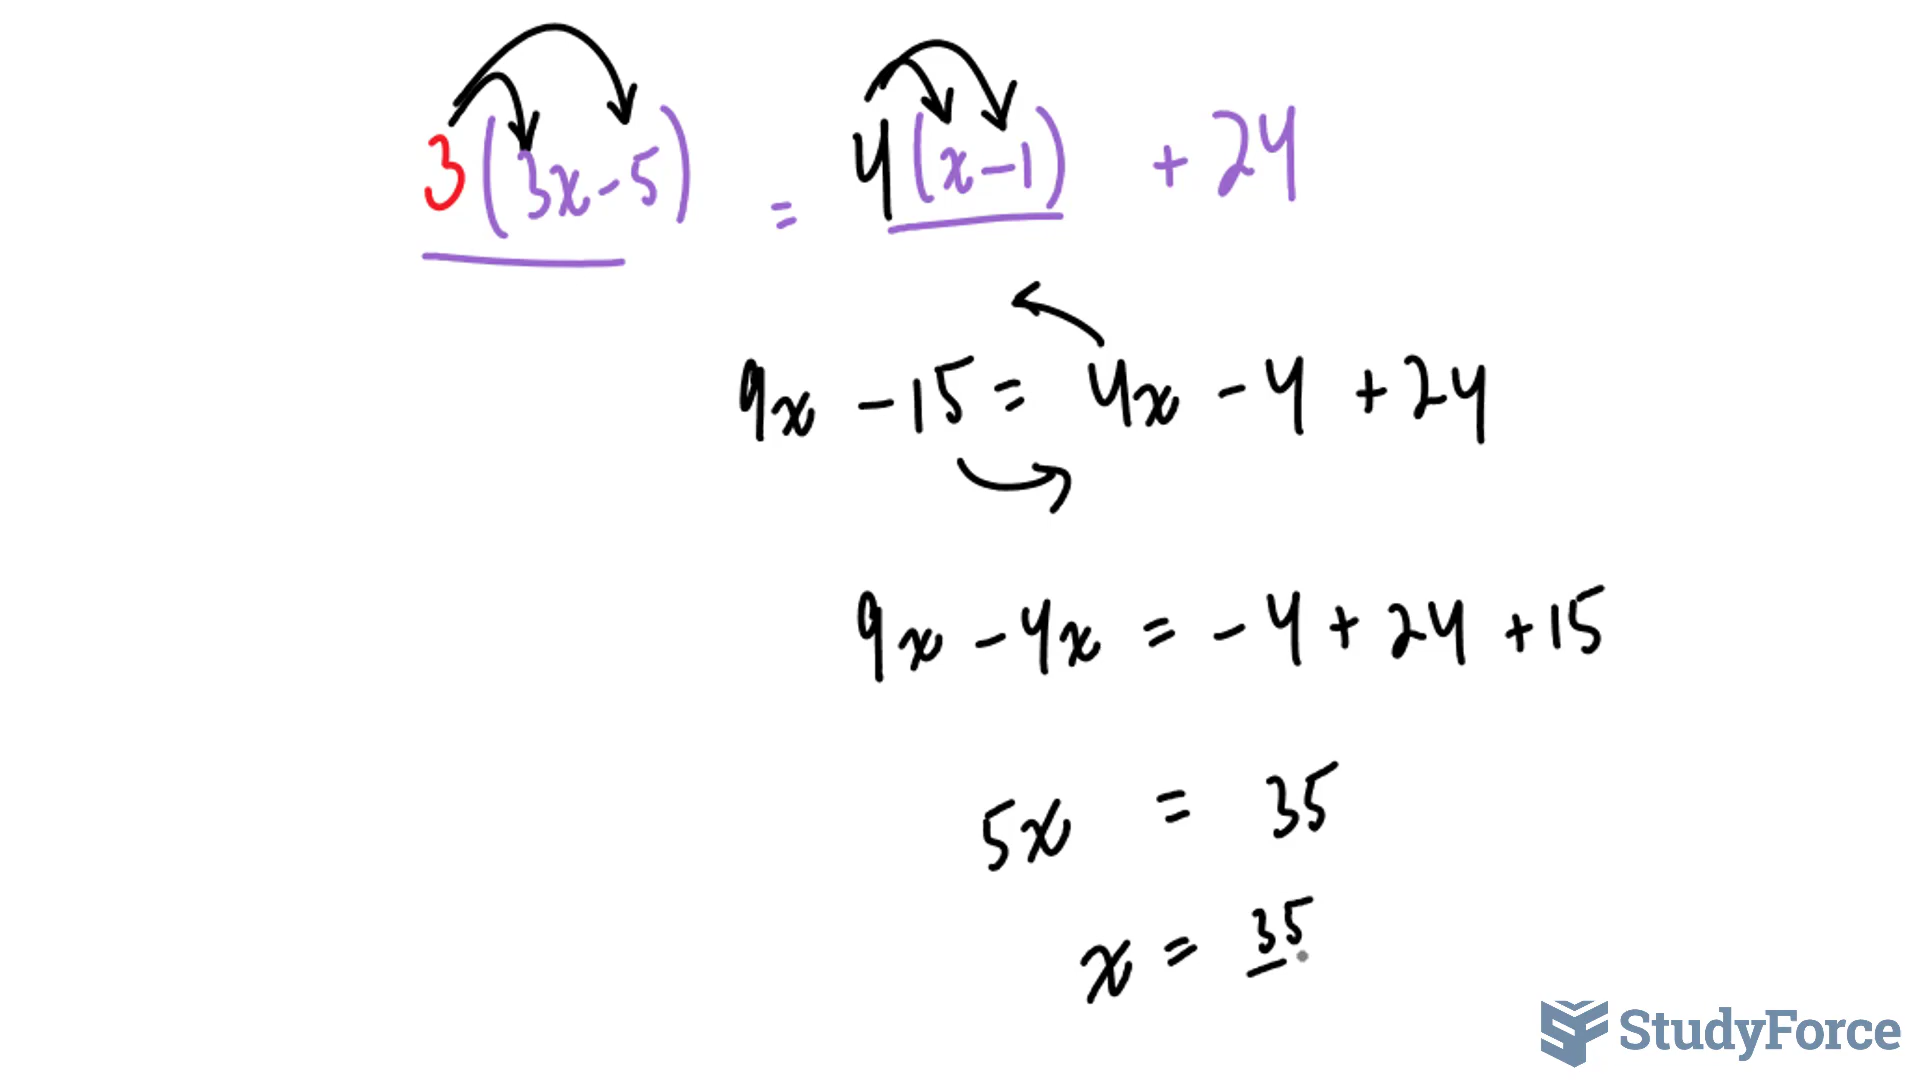 3(3x-5) = 4(x-1) + 24
9x - 15 = 4x - 4 + 24
9x - 4x = - 4 + 24 + 15
5x = 35
x = 35
StudyForce